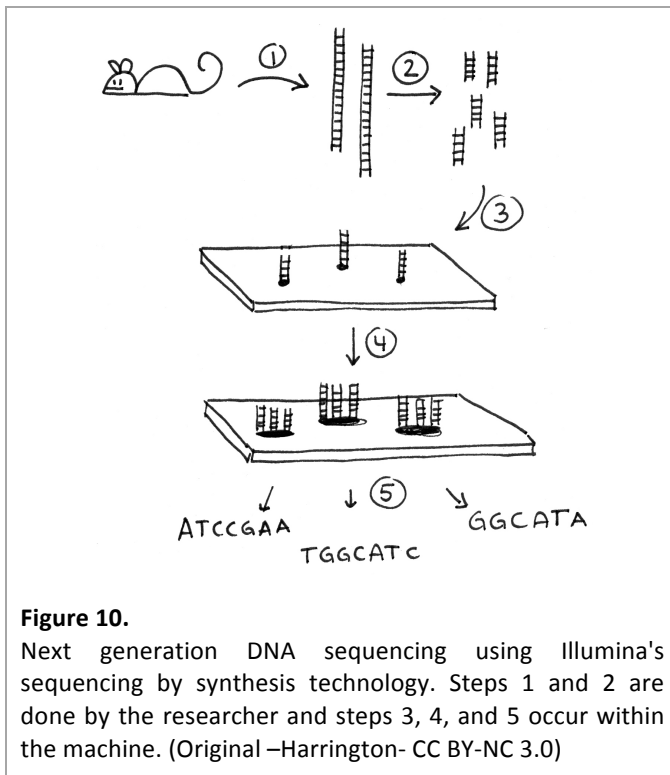 ①
②
③
④
⑤
ATCCGAA
TGGCATC
GGCATA
Figure 10.
Next generation DNA sequencing using Illumina's
sequencing by synthesis technology. Steps 1 and 2 are
done by the researcher and steps 3, 4, and 5 occur within
the machine. (Original –Harrington- CC BY-NC 3.0)